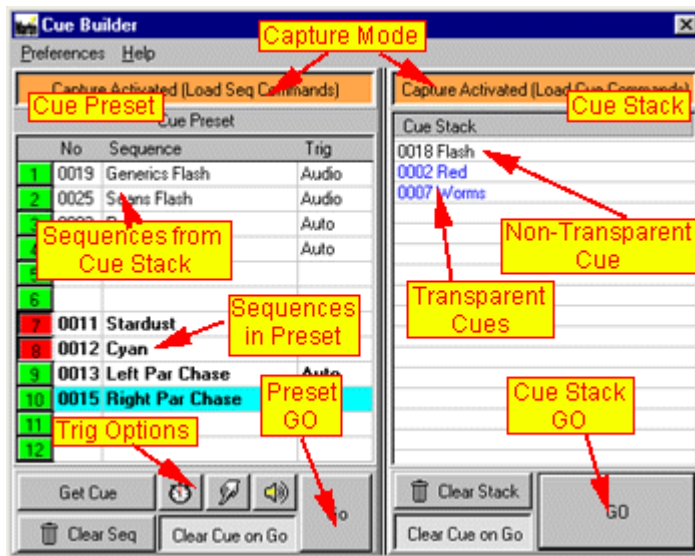 Cue Builder
Preferences Help
Capture Mode
Capture Activated (Load Seq Commands)
Cue Preset
Cue Preset
No Sequence Trig
1 0019 Generics Flash Audio
2 0025 Scans Flash Audio
Auto
Auto
Sequences from
Cue Stack
6
7 0011 Stardust
8 0012 Cyan
9 0013 Left Par Chase Auto
10 0015 Right Par Chase
11
12
Sequences
in Preset
Trig Options
Preset
GO
Get Cue
Clear Seq
Clear Cue on Go
Capture Activated (Load Cue Commands)
Cue Stack
Cue Stack
0018 Flash
0002 Red
0007 Worms
Non-Transparent
Cue
Transparent
Cues
Cue Stack
GO
Clear Stack
Clear Cue on Go
GO